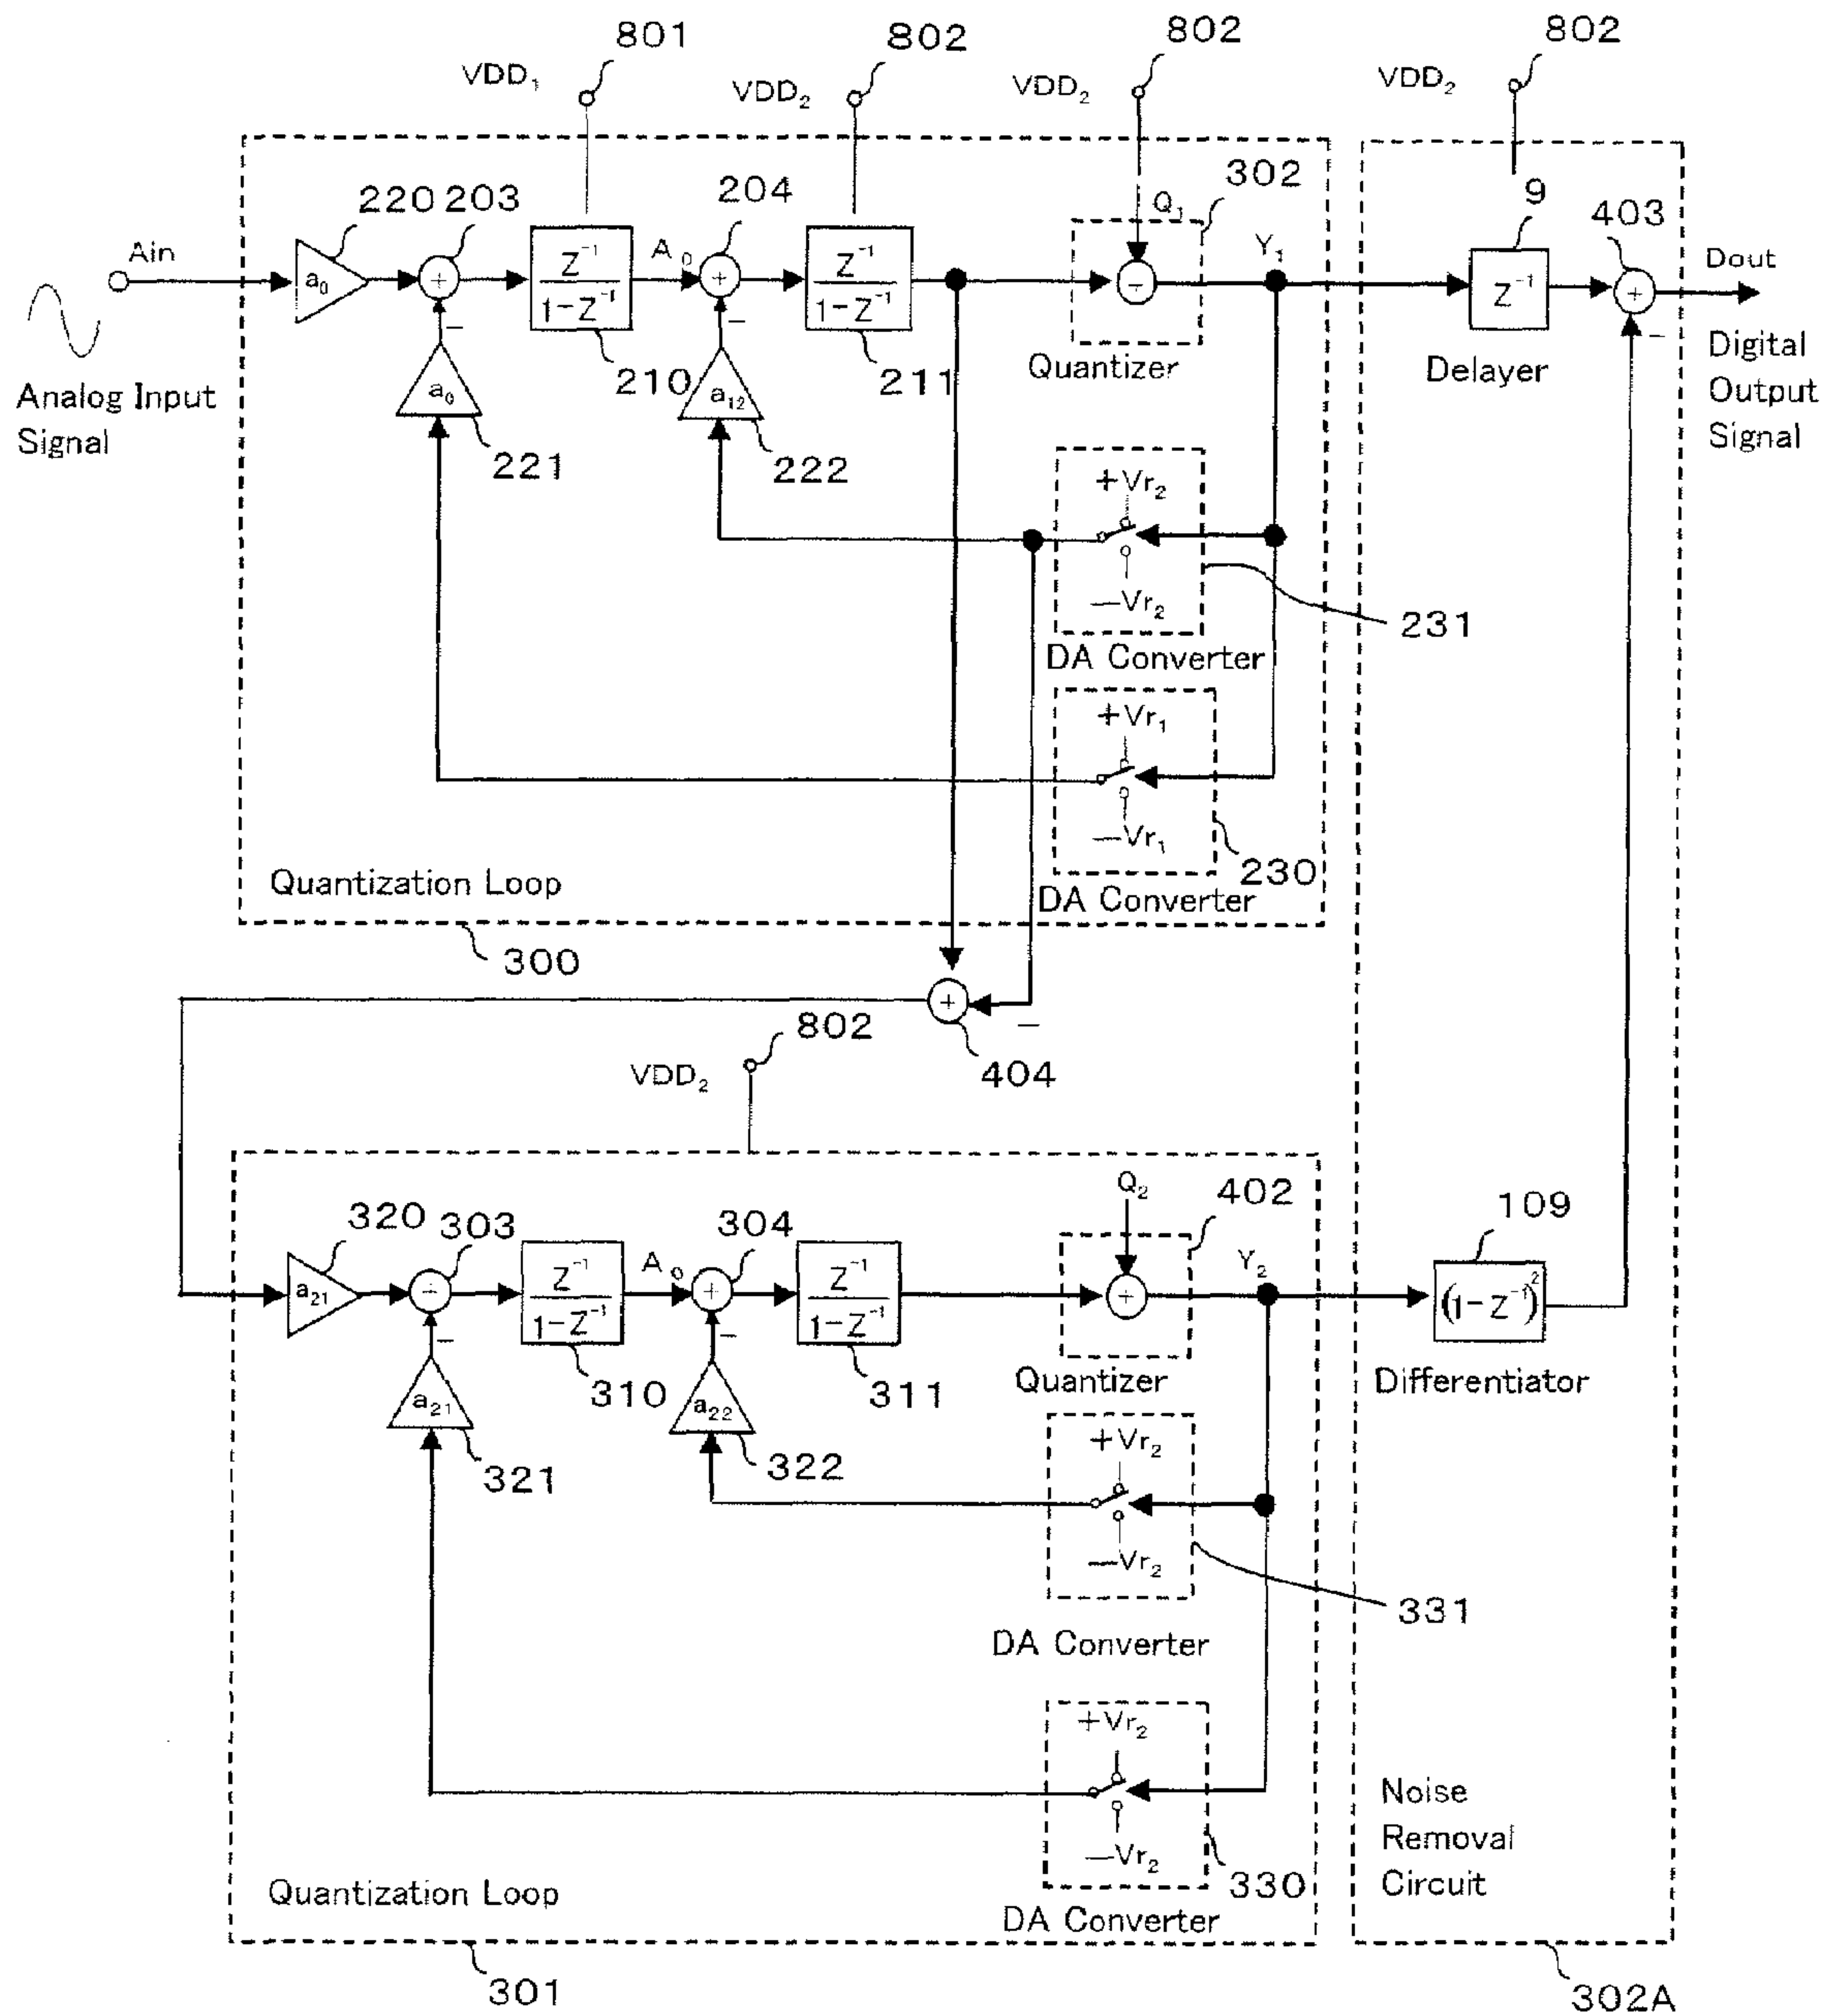 801
802
802
802
VDD₁
VDD₂
VDD₂
VDD₂
302
9
403
220
203
204
Q₁
Ain
a₀
+
Z⁻¹
1-Z⁻¹
A₀
+
Z⁻¹
1-Z⁻¹
Y₁
Z⁻¹
+
Dout
−
−
−
Quantizer
Delayer
Digital
Output
Signal
Analog Input
Signal
a₀
210
a₁₂
211
221
222
+Vr₂
−Vr₂
231
DA Converter
+Vr₁
−Vr₁
230
DA Converter
Quantization Loop
300
+
−
404
802
VDD₂
320
303
304
Q₂
402
109
a₂₁
Z⁻¹
1-Z⁻¹
A₀
+
Z⁻¹
1-Z⁻¹
+
Y₂
(1-Z⁻¹)²
−
−
310
311
Quantizer
Differentiator
a₂₁
a₂₂
321
322
+Vr₂
−Vr₂
331
DA Converter
+Vr₂
−Vr₂
330
DA Converter
Noise
Removal
Circuit
Quantization Loop
301
302A